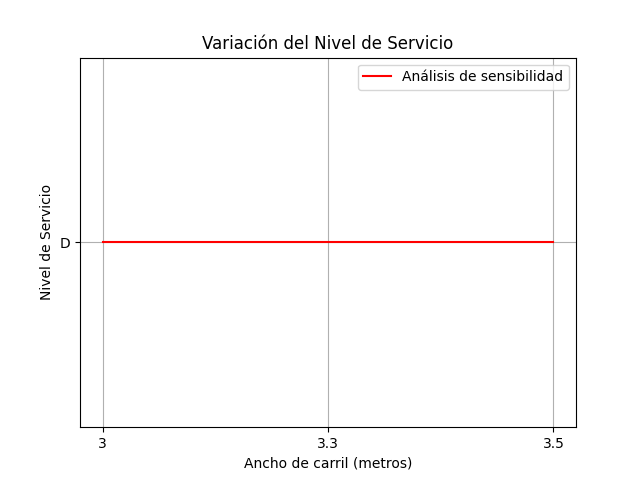 Variación del Nivel de Servicio
Análisis de sensibilidad
Nivel de Servicio
D
3
3.3
3.5
Ancho de carril (metros)